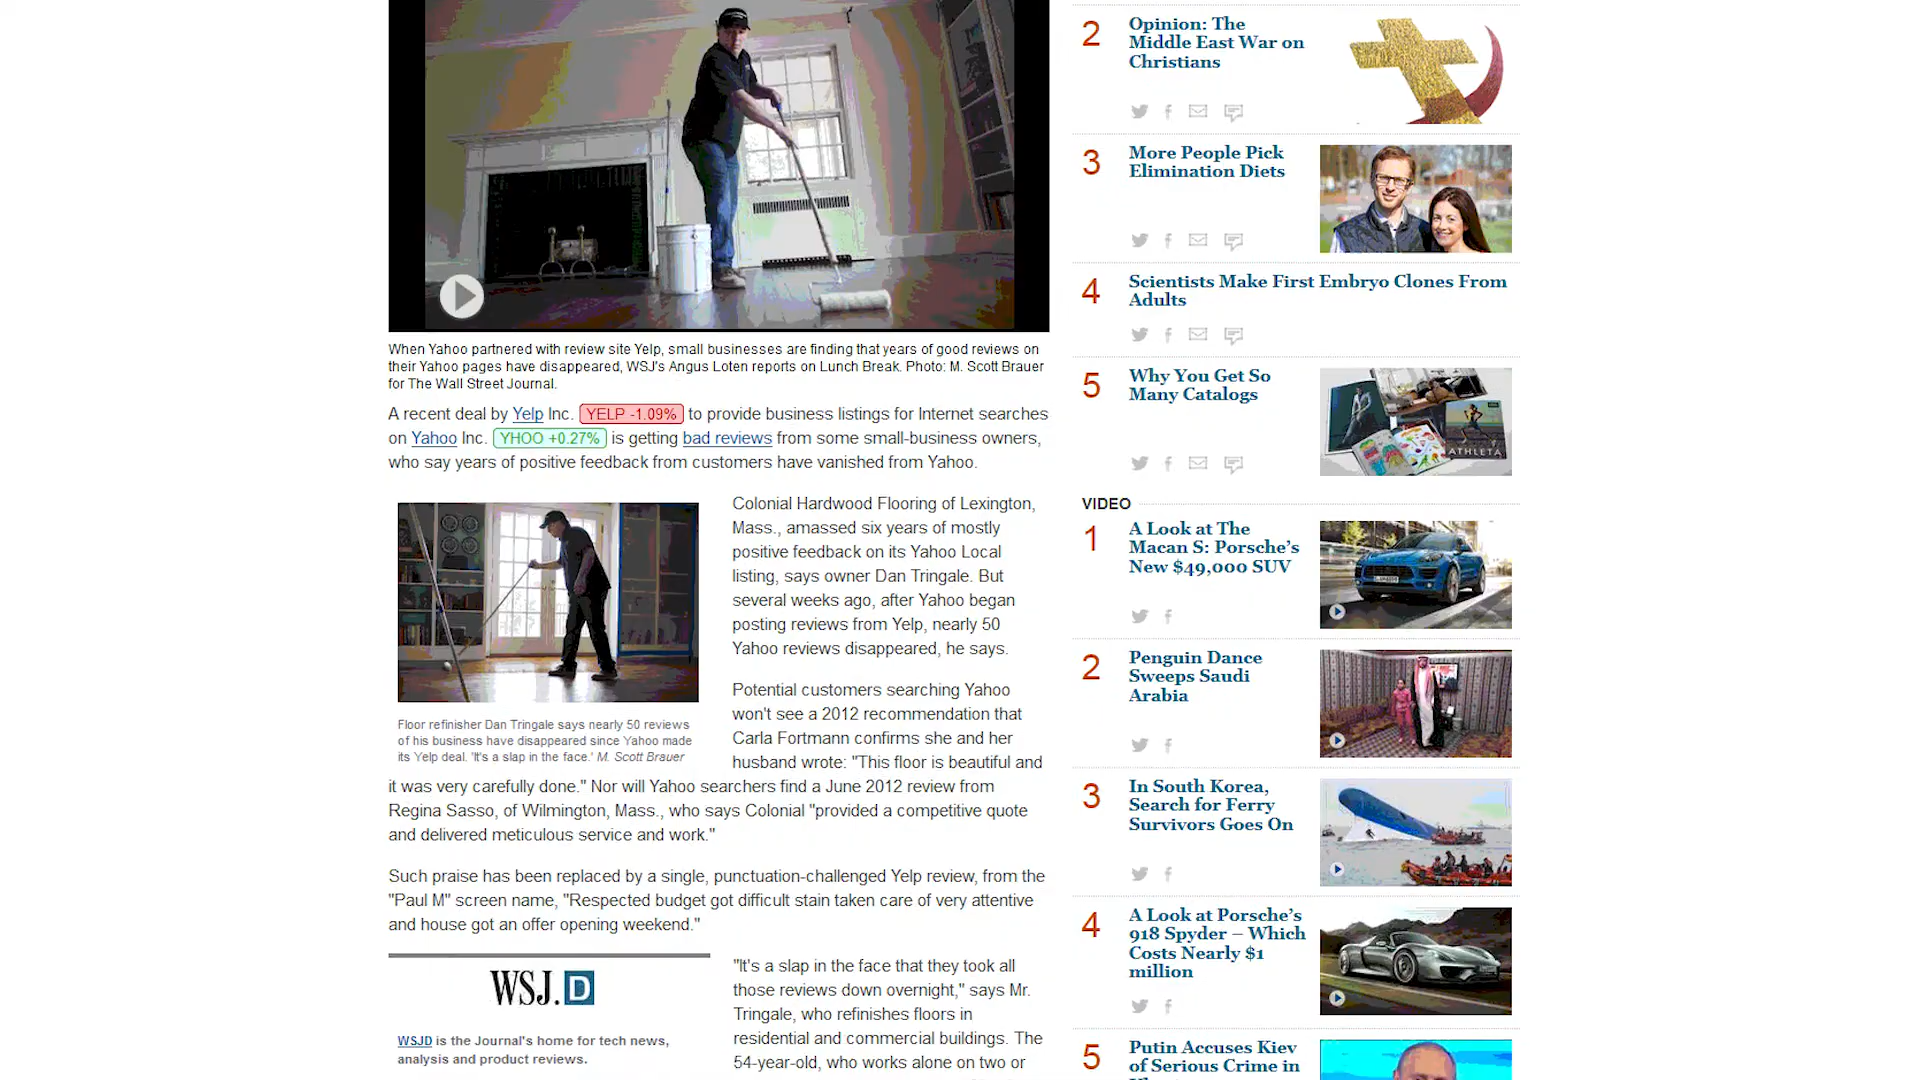 When Yahoo partnered with review site Yelp, small businesses are finding that years of good reviews on
their Yahoo pages have disappeared, WSJ's Angus Loten reports on Lunch Break. Photo: M. Scott Brauer
for The Wall Street Journal.
A recent deal by Yelp Inc. YELP -1.09% to provide business listings for Internet searches
on Yahoo Inc. YHOO +0.27% is getting bad reviews from some small-business owners,
who say years of positive feedback from customers have vanished from Yahoo.
Floor refinisher Dan Tringale says nearly 50 reviews
of his business have disappeared since Yahoo made
its Yelp deal. 'It's a slap in the face.' M. Scott Brauer
Colonial Hardwood Flooring of Lexington,
Mass., amassed six years of mostly
positive feedback on its Yahoo Local
listing, says owner Dan Tringale. But
several weeks ago, after Yahoo began
posting reviews from Yelp, nearly 50
Yahoo reviews disappeared, he says.
Potential customers searching Yahoo
won't see a 2012 recommendation that
Carla Fortmann confirms she and her
husband wrote: "This floor is beautiful and
it was very carefully done." Nor will Yahoo searchers find a June 2012 review from
Regina Sasso, of Wilmington, Mass., who says Colonial "provided a competitive quote
and delivered meticulous service and work."
Such praise has been replaced by a single, punctuation-challenged Yelp review, from the
"Paul M" screen name, "Respected budget got difficult stain taken care of very attentive
and house got an offer opening weekend."
WSJ.D
WSJD is the Journal's home for tech news,
analysis and product reviews.
"It's a slap in the face that they took all
those reviews down overnight," says Mr.
Tringale, who refinishes floors in
residential and commercial buildings. The
54-year-old, who works alone on two or
2
Opinion: The
Middle East War on
Christians
3
More People Pick
Elimination Diets
4
Scientists Make First Embryo Clones From
Adults
5
Why You Get So
Many Catalogs
ATHLETA
VIDEO
1
A Look at The
Macan S: Porsche's
New $49,000 SUV
2
Penguin Dance
Sweeps Saudi
Arabia
3
In South Korea,
Search for Ferry
Survivors Goes On
4
A Look at Porsche's
918 Spyder – Which
Costs Nearly $1
million
5
Putin Accuses Kiev
of Serious Crime in